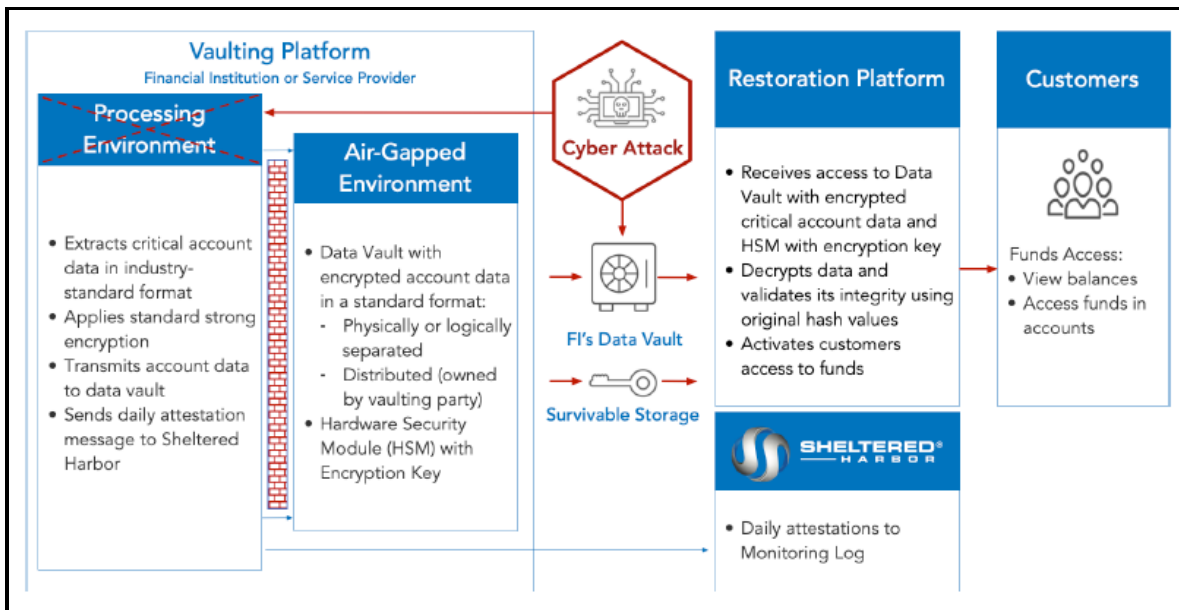 Vaulting Platform
Financial Institution or Service Provider
Processing
Environment
• Extracts critical account
data in industry-
standard format
• Applies standard strong
encryption
• Transmits account data
to data vault
• Sends daily attestation
message to Sheltered
Harbor
Air-Gapped
Environment
• Data Vault with
encrypted account data
in a standard format:
- Physically or logically
separated
- Distributed (owned
by vaulting party)
• Hardware Security
Module (HSM) with
Encryption Key
Cyber Attack
FI's Data Vault
Survivable Storage
Restoration Platform
• Receives access to Data
Vault with encrypted
critical account data and
HSM with encryption key
• Decrypts data and
validates its integrity using
original hash values
• Activates customers
access to funds
SHELTERED®
HARBOR
• Daily attestations to
Monitoring Log
Customers
Funds Access:
• View balances
• Access funds in
accounts